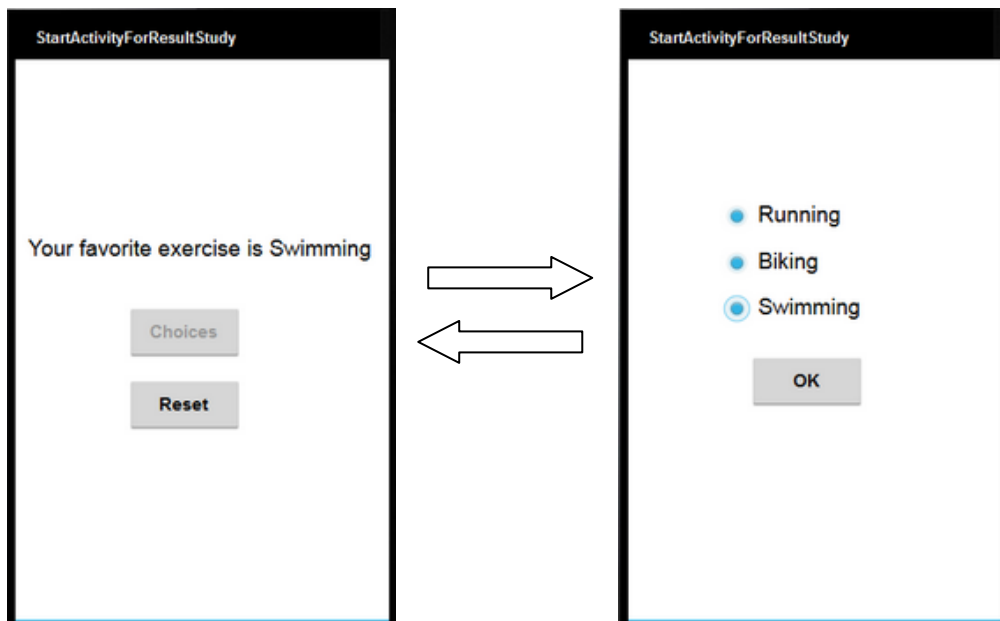 StartActivityForResultStudy
Your favorite exercise is Swimming
Choices
Reset
StartActivityForResultStudy
Running
Biking
Swimming
OK